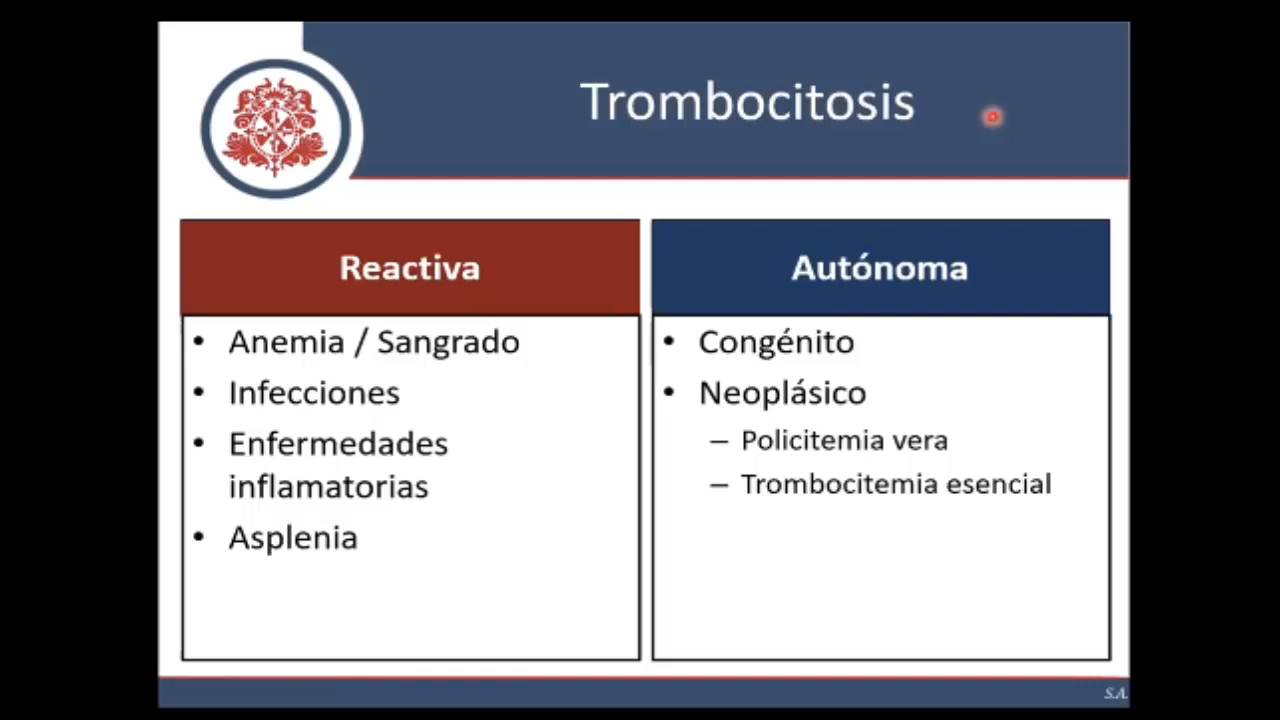 Trombocitosis
Reactiva
• Anemia / Sangrado
• Infecciones
• Enfermedades
inflamatorias
• Asplenia
Autónoma
• Congénito
• Neoplásico
– Policitemia vera
– Trombocitemia esencial
S.A.